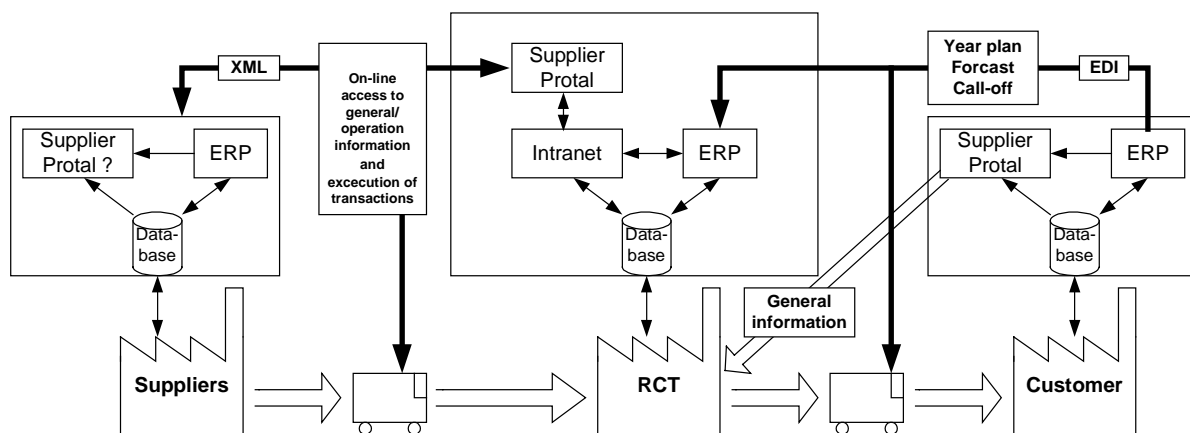 XML
On-line
access to
general/
operation
information
and
excecution of
transactions
Supplier
Protal
Year plan
Forcast
Call-off
EDI
Supplier
Protal ?
ERP
Intranet
ERP
Supplier
Protal
ERP
Data-
base
Data-
base
Data-
base
General
information
Suppliers
RCT
Customer